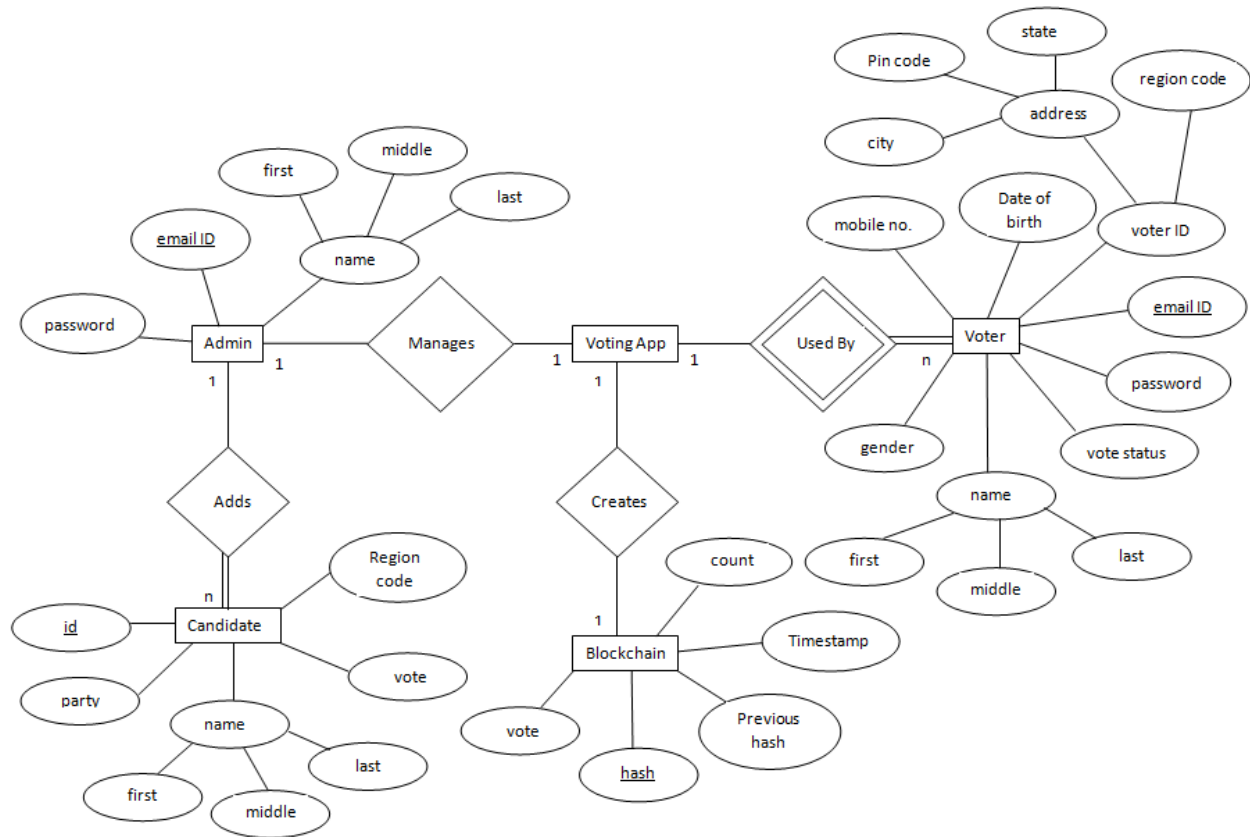 state
Pin code
region code
address
city
middle
first
last
Date of
birth
mobile no.
voter ID
email ID
name
email ID
password
Admin
Manages
Voting App
Used By
Voter
1
1
1
1
1
n
password
gender
vote status
name
Adds
Creates
first
last
middle
Region
code
count
n
1
id
Candidate
Blockchain
Timestamp
party
vote
name
vote
Previous
hash
last
hash
first
middle